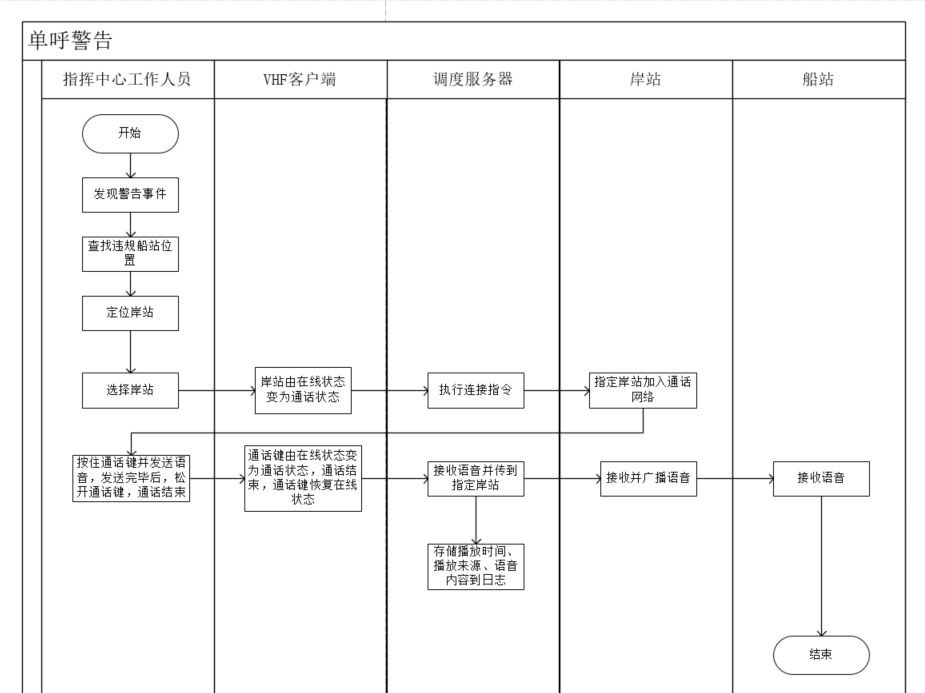 单呼警告
指挥中心工作人员
VHF客户端
调度服务器
岸站
船站
开始
发现警告事件
查找违规船站位
置
定位岸站
选择岸站
岸站由在线状态
变为通话状态
执行连接指令
指定岸站加入通话
网络
按住通话键并发送语
音，发送完毕后，松
开通话键，通话结束
通话键由在线状态变
为通话状态，通话结
束，通话键恢复在线
状态
接收语音并传到
指定岸站
接收并广播语音
接收语音
存储播放时间、
播放来源、语音
内容到日志
结束